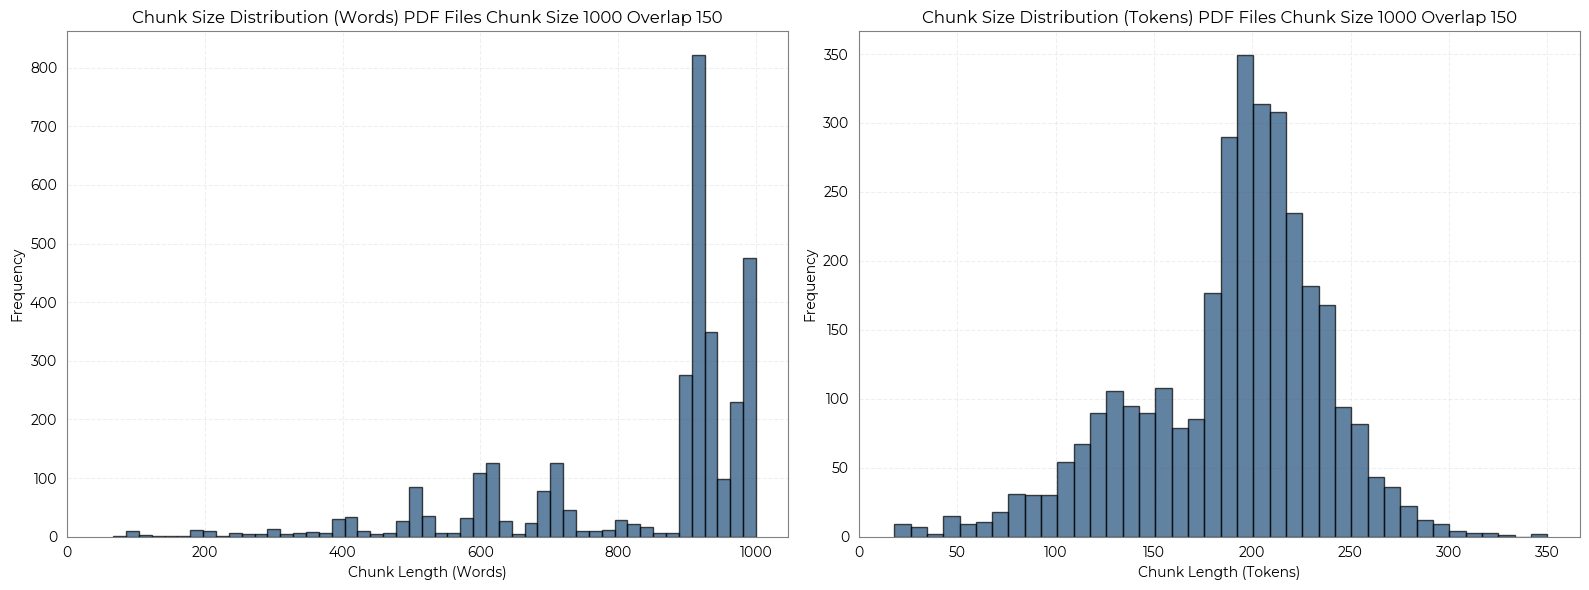 Chunk Size Distribution (Words) PDF Files Chunk Size 1000 Overlap 150
800
700
600
500
400
300
200
100
0
Frequency
0 200 400 600 800 1000
Chunk Length (Words)
Chunk Size Distribution (Tokens) PDF Files Chunk Size 1000 Overlap 150
350
300
250
200
150
100
50
0
Frequency
0 50 100 150 200 250 300 350
Chunk Length (Tokens)